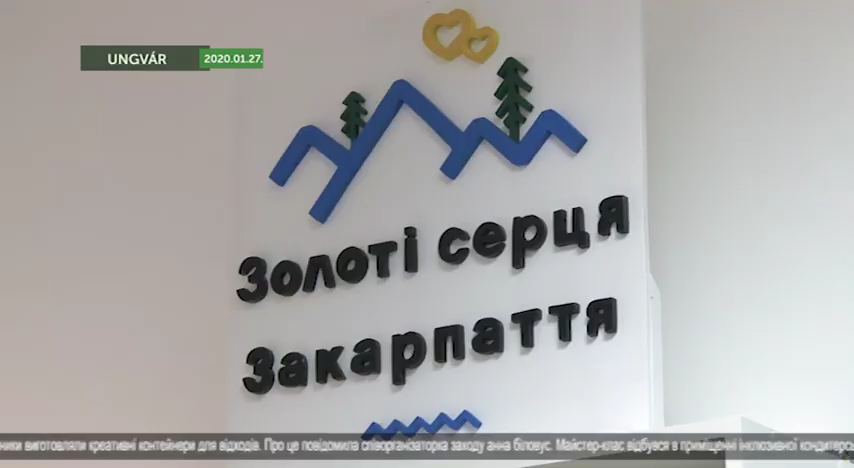 UNGVÁR 2020.01.27.
Золоті серця
Закарпаття
ники виготовляли креативні контейнери для відходів. Про це повідомила співорганізаторка заходу анна біловус. Майстер-клас відбувся в приміщенні інклюзивної кондитерсь